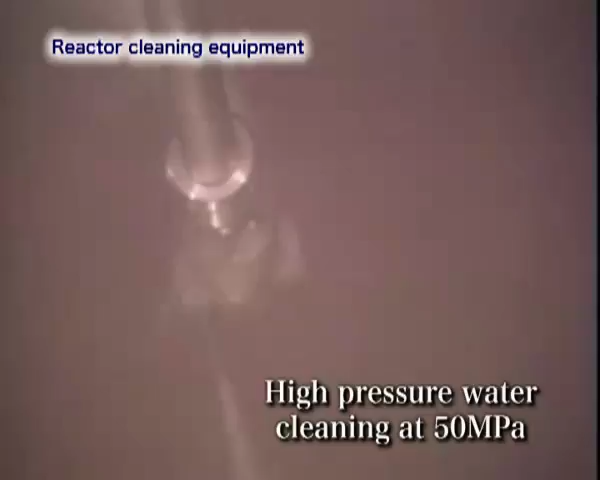 Reactor cleaning equipment
High pressure water
cleaning at 50MPa